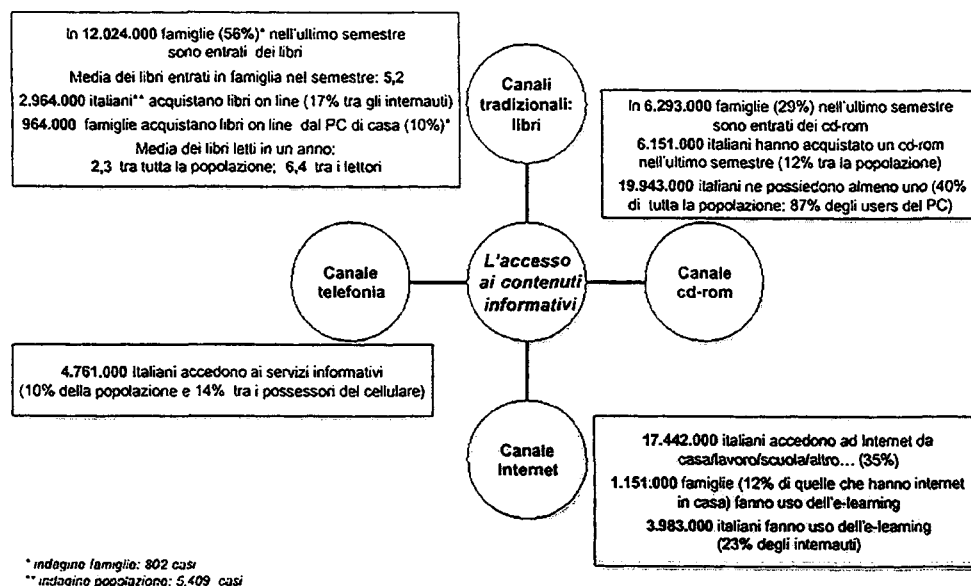 In 12.024.000 famiglie (56%)* nell'ultimo semestre
sono entrati dei libri
Media dei libri entrati in famiglia nel semestre: 5,2
2.964.000 italiani** acquistano libri on line (17% tra gli internauti)
964.000 famiglie acquistano libri on line dal PC di casa (10%)*
Media dei libri letti in un anno:
2,3 tra tutta la popolazione; 6,4 tra i lettori
Canali
tradizionali:
libri
In 6.293.000 famiglie (29%) nell'ultimo semestre
sono entrati dei cd-rom
6.151.000 italiani hanno acquistato un cd-rom
nell'ultimo semestre (12% tra la popolazione)
19.943.000 italiani ne possiedono almeno uno (40%
di tutta la popolazione; 87% degli users del PC)
Canale
telefonia
L'accesso
ai contenuti
informativi
Canale
cd-rom
4.761.000 Italiani accedono ai servizi informativi
(10% della popolazione e 14% tra i possessori del cellulare)
Canale
Internet
17.442.000 italiani accedono ad Internet da
casa/lavoro/scuola/altro... (35%)
1.151.000 famiglie (12% di quelle che hanno internet
in casa) fanno uso dell'e-learning
3.983.000 italiani fanno uso dell'e-learning
(23% degli internauti)
* indagine famiglie: 802 casi
** indagine popolazione: 5.409 casi